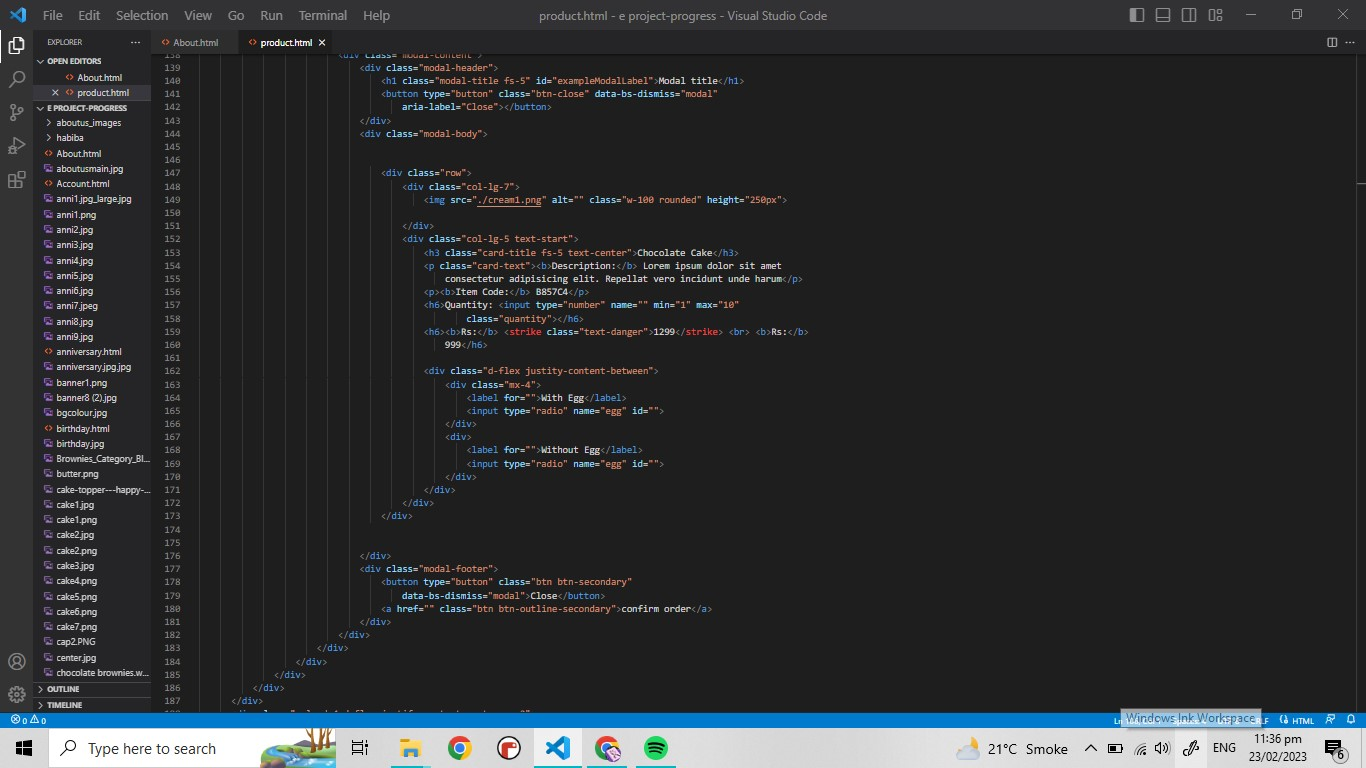 File Edit Selection View Go Run Terminal Help product.html - e project-progress - Visual Studio Code
EXPLORER ··· About.html product.html
OPEN EDITORS
About.html
product.html
E PROJECT-PROGRESS
aboutus_images
habiba
About.html
aboutusmain.jpg
Account.html
anni1.jpg_large.jpg
anni1.png
anni2.jpg
anni3.jpg
anni4.jpg
anni5.jpg
anni6.jpg
anni7.jpeg
anni8.jpg
anni9.jpg
anniversary.html
anniversary.jpg.jpg
banner1.png
banner8 (2).jpg
bgcolour.jpg
birthday.html
birthday.jpg
Brownies_Category_Bl...
butter.png
cake-topper---happy-...
cake1.jpg
cake1.png
cake2.jpg
cake2.png
cake3.jpg
cake4.png
cake5.png
cake6.png
cake7.png
cap2.PNG
center.jpg
chocolate brownies.w...
OUTLINE
TIMELINE
138 <div class="modal-content">
139 <div class="modal-header">
140 <h1 class="modal-title fs-5" id="exampleModalLabel">Modal title</h1>
141 <button type="button" class="btn-close" data-bs-dismiss="modal"
142 aria-label="Close"></button>
143 </div>
144 <div class="modal-body">
145
146
147 <div class="row">
148 <div class="col-lg-7">
149 <img src="./cream1.png" alt="" class="w-100 rounded" height="250px">
150
151 </div>
152 <div class="col-lg-5 text-start">
153 <h3 class="card-title fs-5 text-center">Chocolate Cake</h3>
154 <p class="card-text"><b>Description:</b> Lorem ipsum dolor sit amet
155 consectetur adipisicing elit. Repellat vero incidunt unde harum</p>
156 <p><b>Item Code:</b> B857C4</p>
157 <h6>Quantity: <input type="number" name="" min="1" max="10"
158 class="quantity"></h6>
159 <h6><b>Rs:</b> <strike class="text-danger">1299</strike> <br> <b>Rs:</b>
160 999</h6>
161
162 <div class="d-flex justity-content-between">
163 <div class="mx-4">
164 <label for="">With Egg</label>
165 <input type="radio" name="egg" id="">
166 </div>
167 <div>
168 <label for="">Without Egg</label>
169 <input type="radio" name="egg" id="">
170 </div>
171 </div>
172 </div>
173 </div>
174
175
176 </div>
177 <div class="modal-footer">
178 <button type="button" class="btn btn-secondary"
179 data-bs-dismiss="modal">Close</button>
180 <a href="" class="btn btn-outline-secondary">confirm order</a>
181 </div>
182 </div>
183 </div>
184 </div>
185 </div>
186 </div>
187 </div>
0 0 Windows Ink Workspace HTML
Type here to search 21°C Smoke ENG 11:36 pm
23/02/2023 6